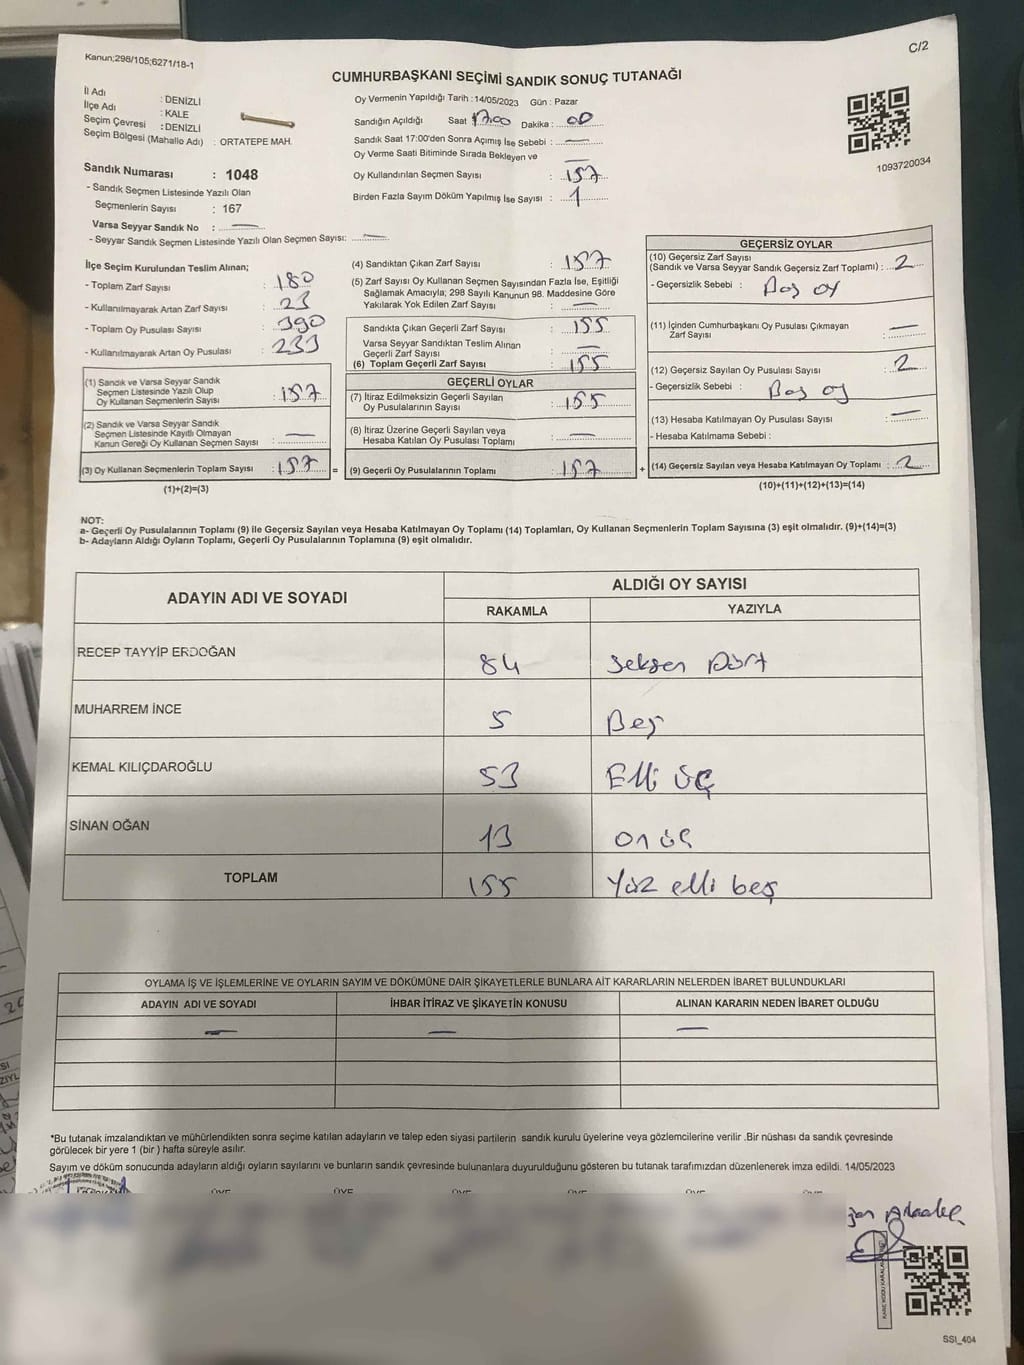 Kanun;298/105;6271/18-1
C/2
CUMHURBAŞKANI SEÇİMİ SANDIK SONUÇ TUTANAĞI
İl Adı : DENİZLİ
İlçe Adı : KALE
Seçim Çevresi : DENİZLİ
Seçim Bölgesi (Mahalle Adı) : ORTATEPE MAH.
Oy Vermenin Yapıldığı Tarih : 14/05/2023 Gün : Pazar
Sandığın Açıldığı Saat 17:00 Dakika : 00
Sandık Saat 17:00'den Sonra Açımış İse Sebebi : —
Oy Verme Saati Bitiminde Sırada Bekleyen ve —
Oy Kullandırılan Seçmen Sayısı : 157
Birden Fazla Sayım Döküm Yapılmış İse Sayısı : 1
1093720034
Sandık Numarası : 1048
- Sandık Seçmen Listesinde Yazılı Olan
Seçmenlerin Sayısı : 167
Varsa Seyyar Sandık No : —
- Seyyar Sandık Seçmen Listesinde Yazılı Olan Seçmen Sayısı: —
İlçe Seçim Kurulundan Teslim Alınan;
- Toplam Zarf Sayısı : 180
- Kullanılmayarak Artan Zarf Sayısı : 23
- Toplam Oy Pusulası Sayısı : 390
- Kullanılmayarak Artan Oy Pusulası : 233
(1) Sandık ve Varsa Seyyar Sandık
Seçmen Listesinde Yazılı Olup
Oy Kullanan Seçmenlerin Sayısı : 157
(2) Sandık ve Varsa Seyyar Sandık
Seçmen Listesinde Kayıtlı Olmayan
Kanun Gereği Oy Kullanan Seçmen Sayısı : —
(3) Oy Kullanan Seçmenlerin Toplam Sayısı : 157 =
(1)+(2)=(3)
(4) Sandıktan Çıkan Zarf Sayısı : 157
(5) Zarf Sayısı Oy Kullanan Seçmen Sayısından Fazla İse, Eşitliği
Sağlamak Amacıyla; 298 Sayılı Kanunun 98. Maddesine Göre
Yakılarak Yok Edilen Zarf Sayısı : —
Sandıkta Çıkan Geçerli Zarf Sayısı : 155
Varsa Seyyar Sandıktan Teslim Alınan
Geçerli Zarf Sayısı : —
(6) Toplam Geçerli Zarf Sayısı : 155
GEÇERLİ OYLAR
(7) İtiraz Edilmeksizin Geçerli Sayılan
Oy Pusulalarının Sayısı : 155
(8) İtiraz Üzerine Geçerli Sayılan veya
Hesaba Katılan Oy Pusulası Toplamı : —
(9) Geçerli Oy Pusulalarının Toplamı : 157 +
GEÇERSİZ OYLAR
(10) Geçersiz Zarf Sayısı
(Sandık ve Varsa Seyyar Sandık Geçersiz Zarf Toplamı) : 2
- Geçersizlik Sebebi : Boş oy
(11) İçinden Cumhurbaşkanı Oy Pusulası Çıkmayan
Zarf Sayısı : —
(12) Geçersiz Sayılan Oy Pusulası Sayısı : 2
- Geçersizlik Sebebi : Boş oy
(13) Hesaba Katılmayan Oy Pusulası Sayısı : —
- Hesaba Katılmama Sebebi :
(14) Geçersiz Sayılan veya Hesaba Katılmayan Oy Toplamı : 2
(10)+(11)+(12)+(13)=(14)
NOT:
a- Geçerli Oy Pusulalarının Toplamı (9) ile Geçersiz Sayılan veya Hesaba Katılmayan Oy Toplamı (14) Toplamları, Oy Kullanan Seçmenlerin Toplam Sayısına (3) eşit olmalıdır. (9)+(14)=(3)
b- Adayların Aldığı Oyların Toplamı, Geçerli Oy Pusulalarının Toplamına (9) eşit olmalıdır.
ADAYIN ADI VE SOYADI ALDIĞI OY SAYISI
RAKAMLA YAZIYLA
RECEP TAYYİP ERDOĞAN 84 Seksen Dört
MUHARREM İNCE 5 Beş
KEMAL KILIÇDAROĞLU 53 Elli üç
SİNAN OĞAN 13 on üç
TOPLAM 155 Yüz elli beş
OYLAMA İŞ VE İŞLEMLERİNE VE OYLARIN SAYIM VE DÖKÜMÜNE DAİR ŞİKAYETLERLE BUNLARA AİT KARARLARIN NELERDEN İBARET BULUNDUKLARI
ADAYIN ADI VE SOYADI İHBAR İTİRAZ VE ŞİKAYETİN KONUSU ALINAN KARARIN NEDEN İBARET OLDUĞU
— — —
*Bu tutanak imzalandıktan ve mühürlendikten sonra seçime katılan adayların ve talep eden siyasi partilerin sandık kurulu üyelerine veya gözlemcilerine verilir .Bir nüshası da sandık çevresinde
görülecek bir yere 1 (bir ) hafta süreyle asılır.
Sayım ve döküm sonucunda adayların aldığı oyların sayılarını ve bunların sandık çevresinde bulunanlara duyurulduğunu gösteren bu tutanak tarafımızdan düzenlenerek imza edildi. 14/05/2023
ÜYE ÜYE ÜYE ÜYE ÜYE ÜYE
SSI_404